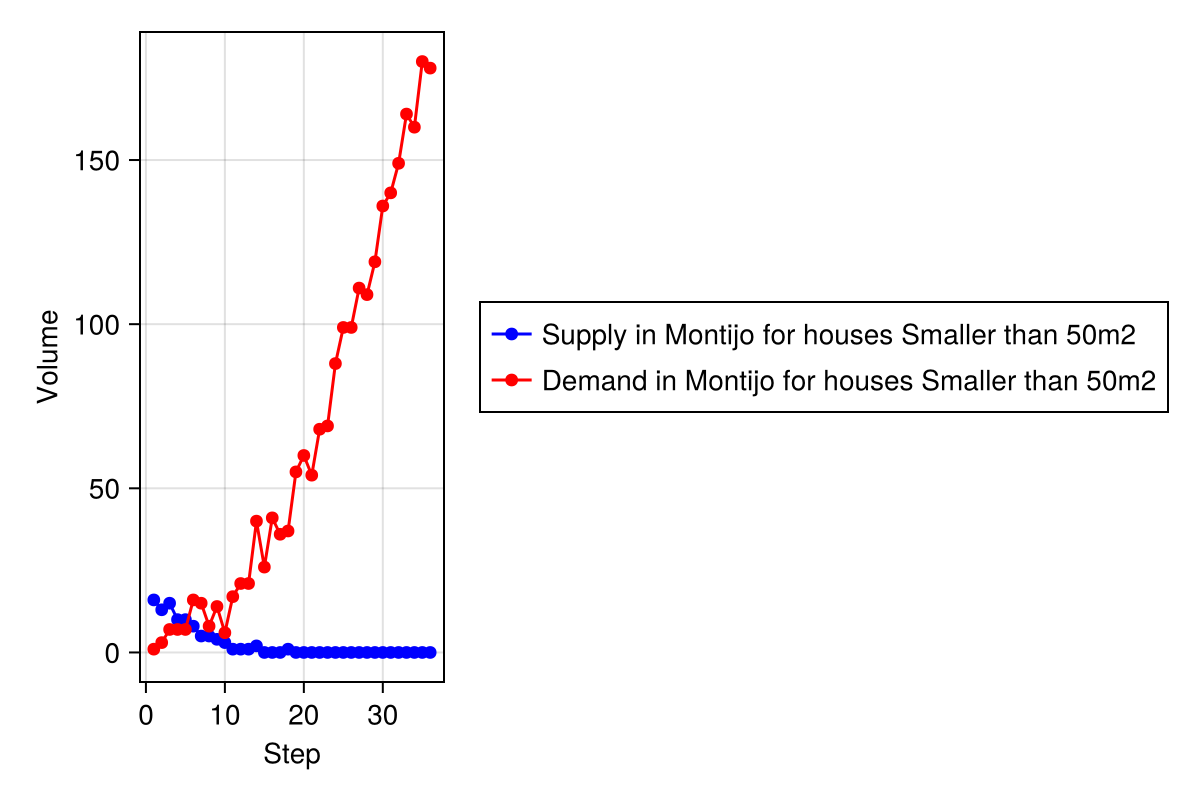 150
100
50
0
Volume
0 10 20 30
Step
Supply in Montijo for houses Smaller than 50m2
Demand in Montijo for houses Smaller than 50m2